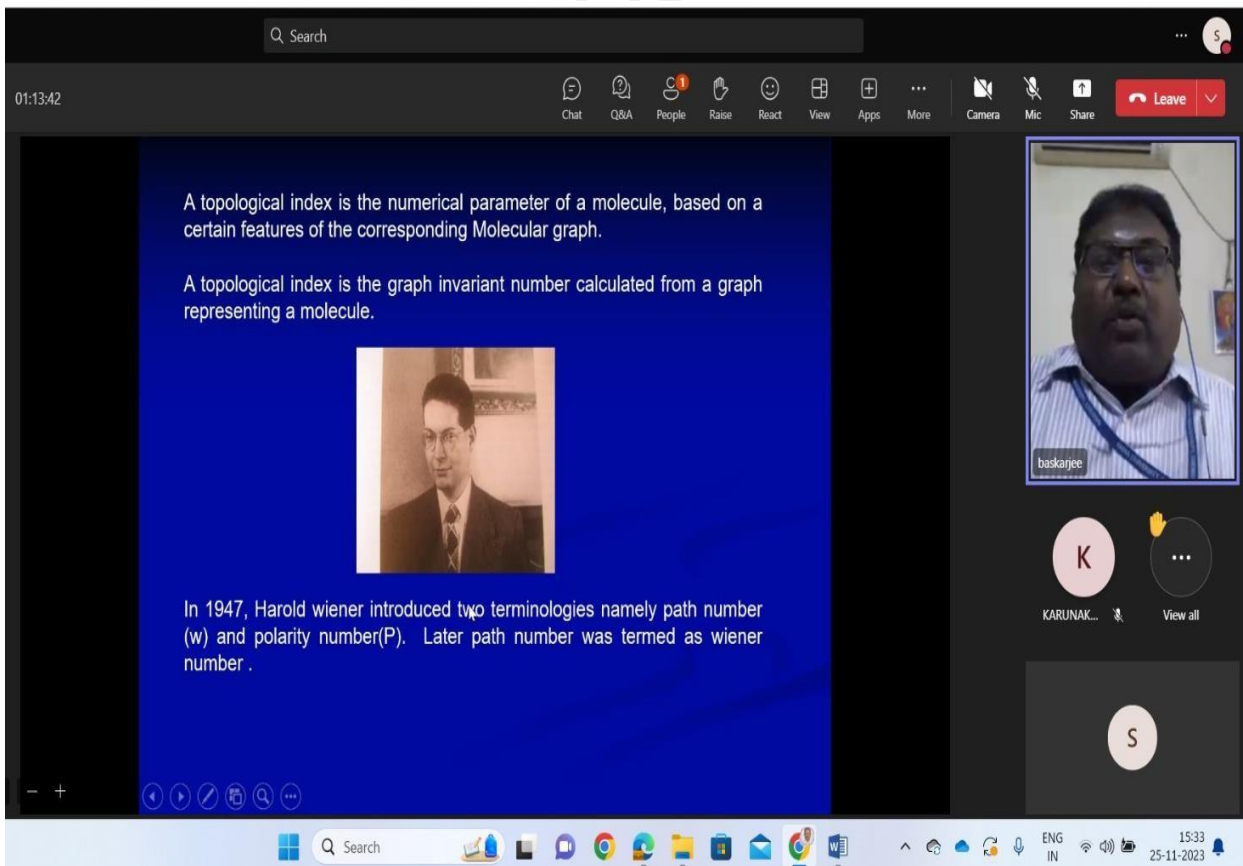 Search
S
01:13:42
Chat
Q&A
1
People
Raise
React
View
Apps
More
Camera
Mic
Share
Leave
A topological index is the numerical parameter of a molecule, based on a
certain features of the corresponding Molecular graph.
A topological index is the graph invariant number calculated from a graph
representing a molecule.
In 1947, Harold wiener introduced two terminologies namely path number
(w) and polarity number(P). Later path number was termed as wiener
number .
baskarjee
K
KARUNAK...
View all
S
Search
ENG
IN
15:33
25-11-2023